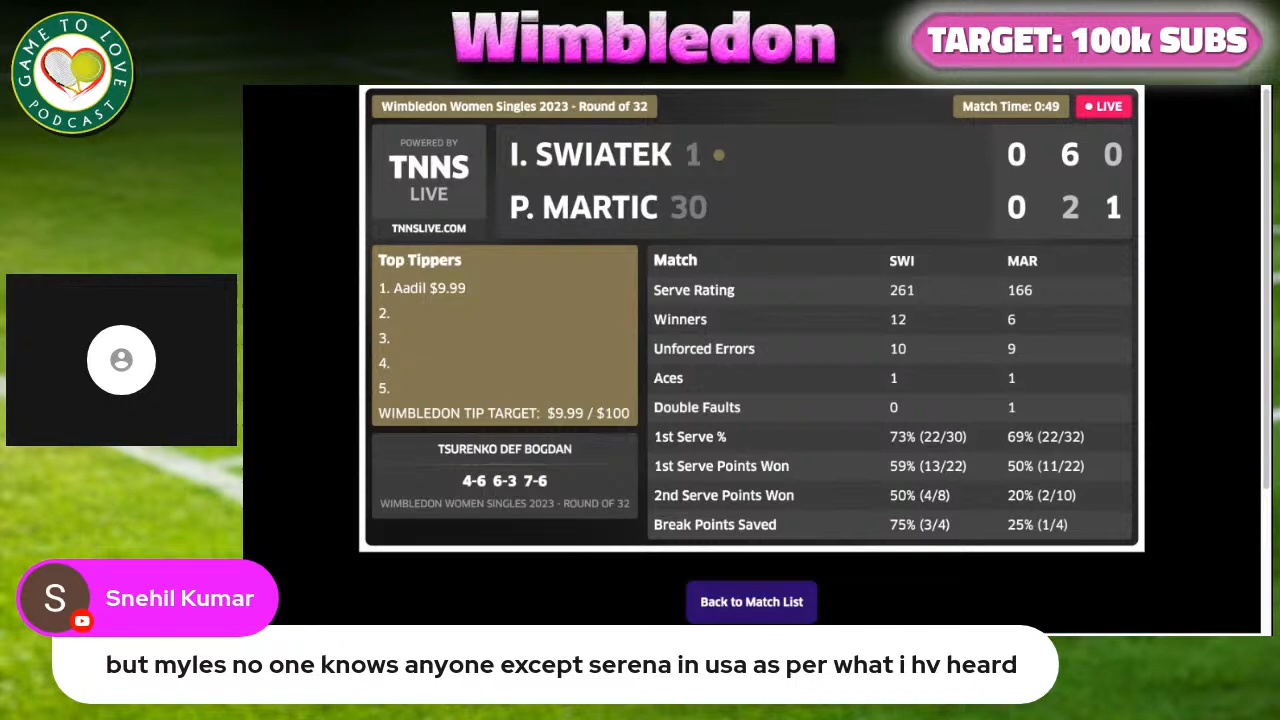 GAME TO LOVE PODCAST
Wimbledon
TARGET: 100k SUBS
Wimbledon Women Singles 2023 - Round of 32
Match Time: 0:49
LIVE
POWERED BY
TNNS
LIVE
TNNSLIVE.COM
I. SWIATEK 1 0 6 0
P. MARTIC 30 0 2 1
Top Tippers
1. Aadil $9.99
2.
3.
4.
5.
WIMBLEDON TIP TARGET: $9.99 / $100
TSURENKO DEF BOGDAN
4-6 6-3 7-6
WIMBLEDON WOMEN SINGLES 2023 - ROUND OF 32
Match SWI MAR
Serve Rating 261 166
Winners 12 6
Unforced Errors 10 9
Aces 1 1
Double Faults 0 1
1st Serve % 73% (22/30) 69% (22/32)
1st Serve Points Won 59% (13/22) 50% (11/22)
2nd Serve Points Won 50% (4/8) 20% (2/10)
Break Points Saved 75% (3/4) 25% (1/4)
Back to Match List
S
Snehil Kumar
but myles no one knows anyone except serena in usa as per what i hv heard